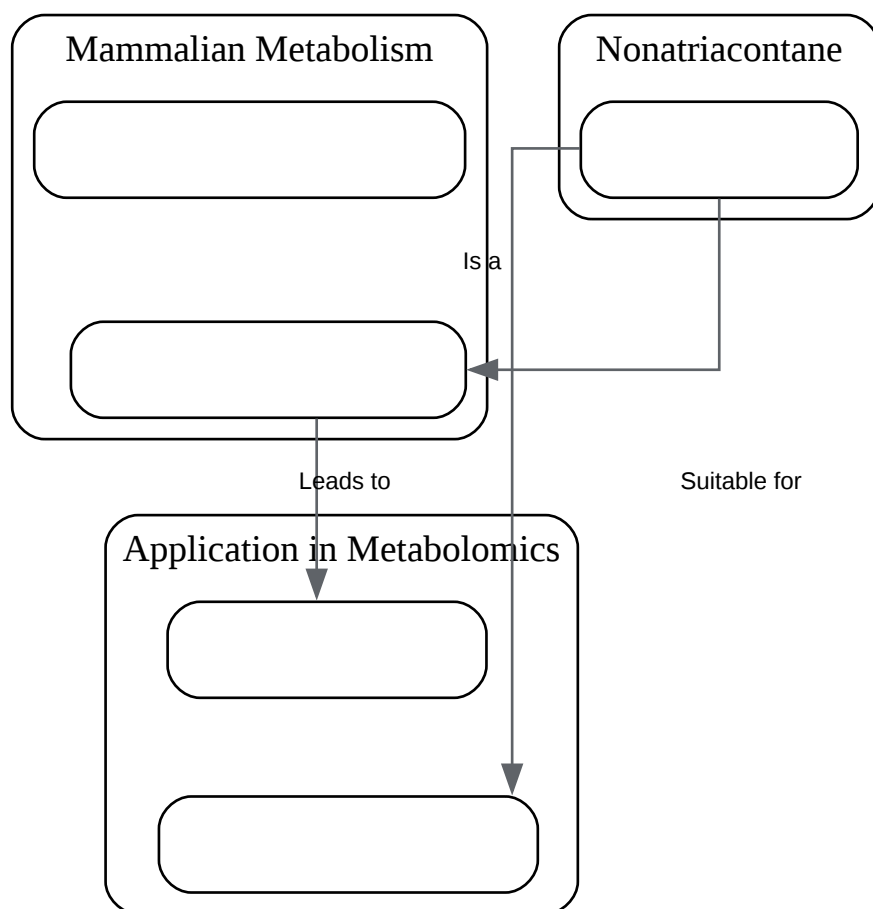 Mammalian Metabolism
Nonatriacontane
Is a
Leads to
Suitable for
Application in Metabolomics